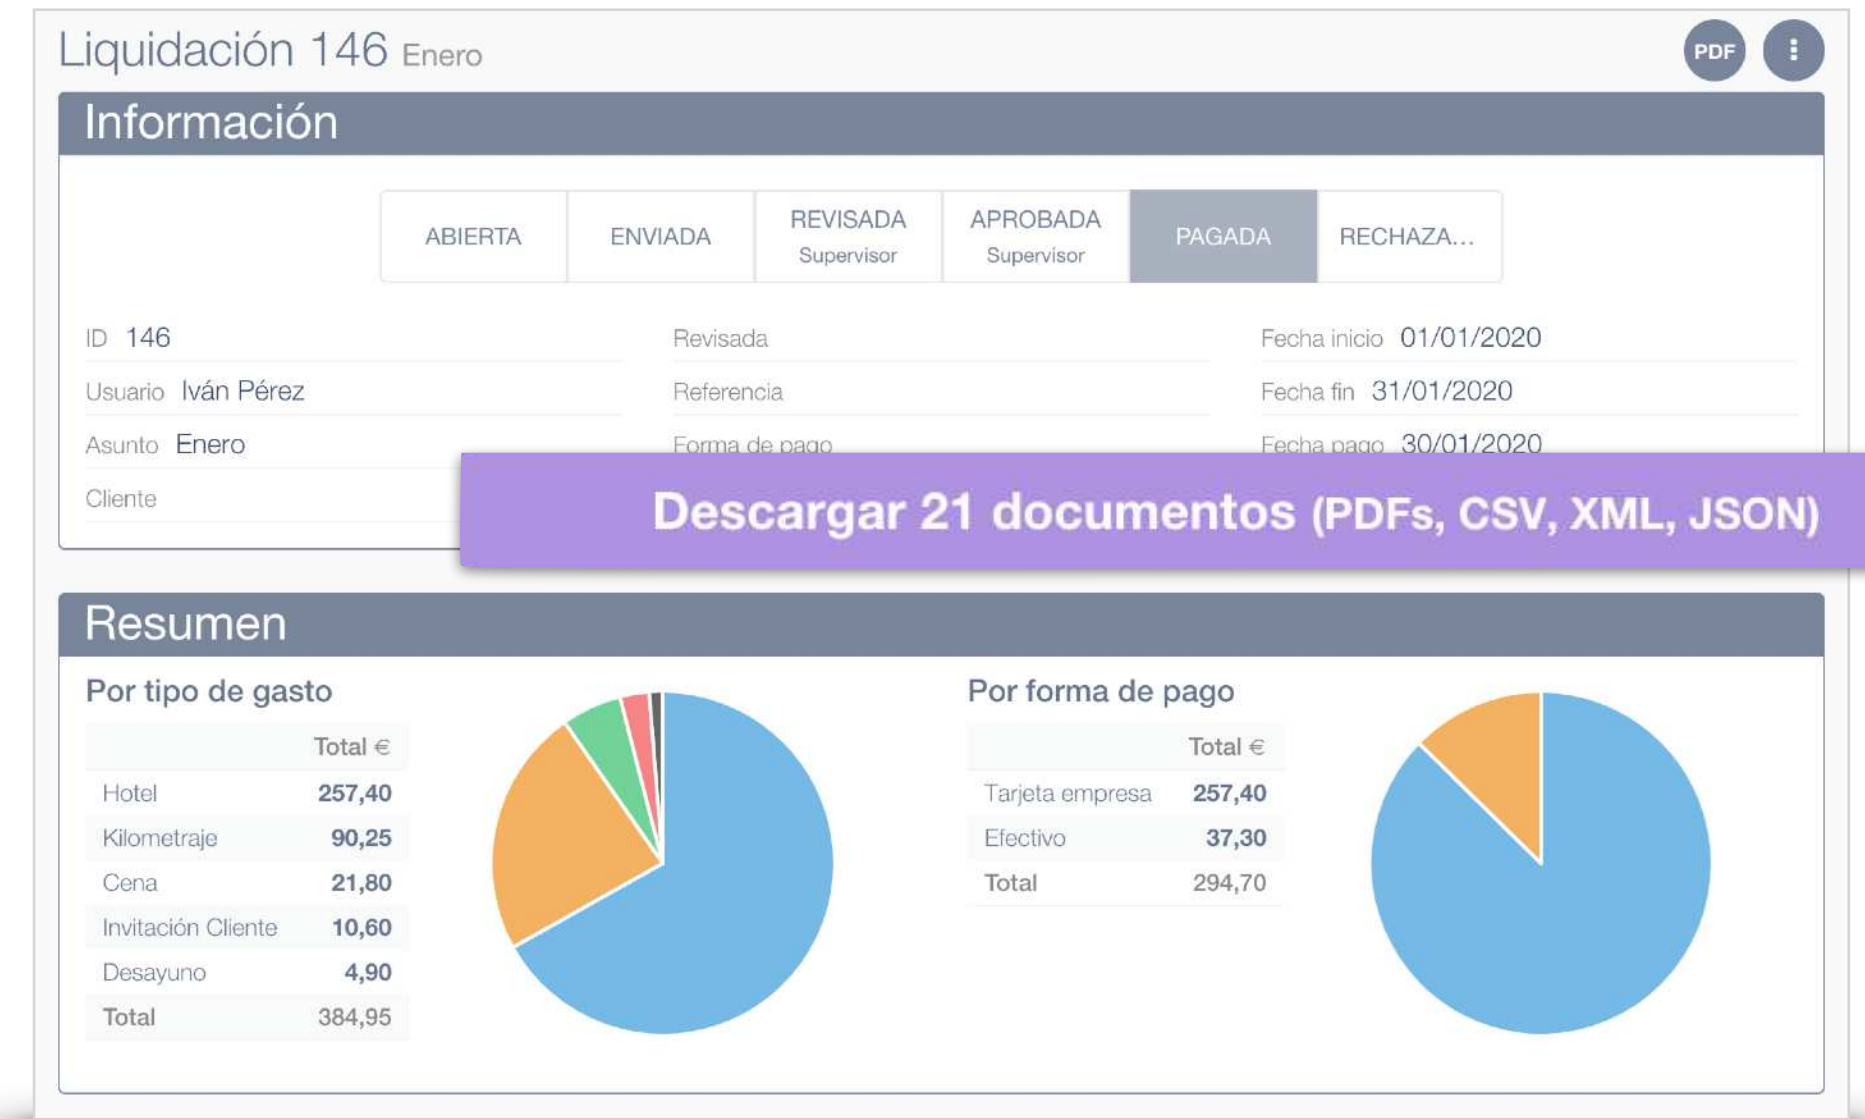 Liquidación 146 Enero
PDF
Información
ABIERTA
ENVIADA
REVISADA
Supervisor
APROBADA
Supervisor
PAGADA
RECHAZA...
ID 146
Revisada
Fecha inicio 01/01/2020
Usuario Iván Pérez
Referencia
Fecha fin 31/01/2020
Asunto Enero
Forma de pago
Fecha pago 30/01/2020
Cliente
Descargar 21 documentos (PDFs, CSV, XML, JSON)
Resumen
Por tipo de gasto
Total €
Hotel 257,40
Kilometraje 90,25
Cena 21,80
Invitación Cliente 10,60
Desayuno 4,90
Total 384,95
Por forma de pago
Total €
Tarjeta empresa 257,40
Efectivo 37,30
Total 294,70